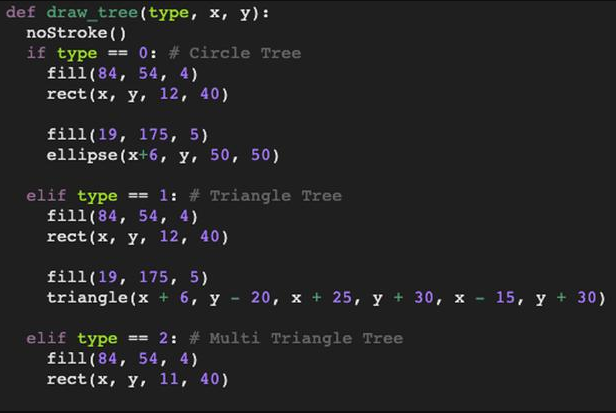 def draw_tree(type, x, y):
  noStroke()
  if type == 0: # Circle Tree
    fill(84, 54, 4)
    rect(x, y, 12, 40)

    fill(19, 175, 5)
    ellipse(x+6, y, 50, 50)

  elif type == 1: # Triangle Tree
    fill(84, 54, 4)
    rect(x, y, 12, 40)

    fill(19, 175, 5)
    triangle(x + 6, y - 20, x + 25, y + 30, x - 15, y + 30)

  elif type == 2: # Multi Triangle Tree
    fill(84, 54, 4)
    rect(x, y, 11, 40)